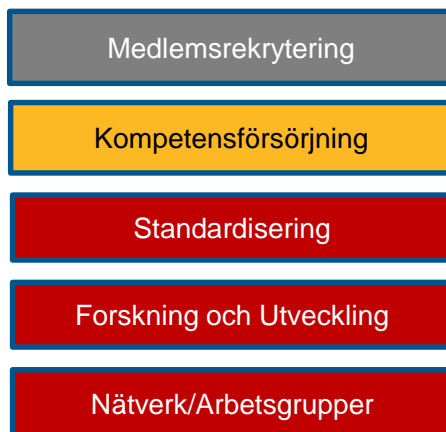 Medlemsrekrytering
Kompetensförsörjning
Standardisering
Forskning och Utveckling
Nätverk/Arbetsgrupper